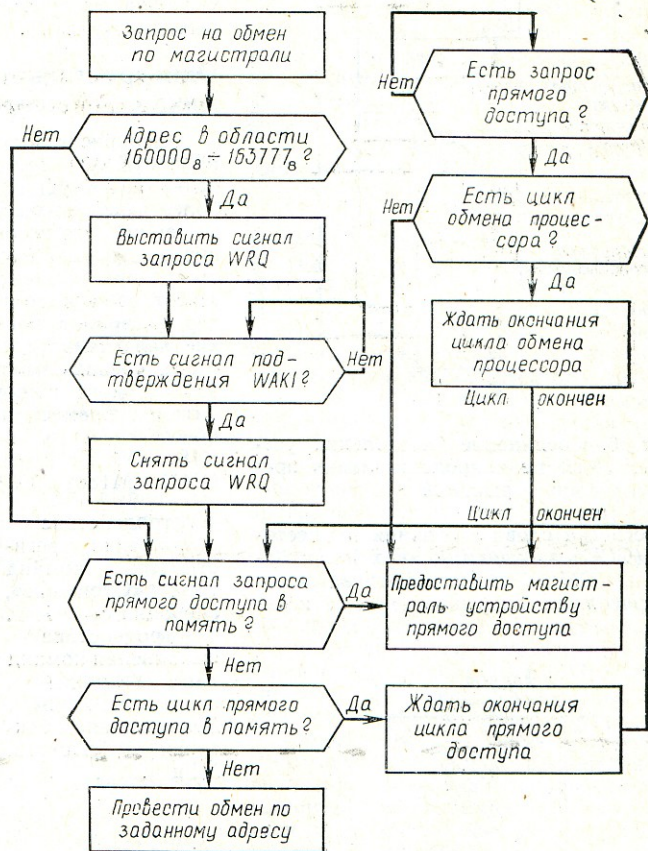 Запрос на обмен
по магистрали
Нет
Адрес в области
160000₈ ÷ 163777₈ ?
Да
Выставить сигнал
запроса WRQ
Есть сигнал под-
тверждения WAKI?
Нет
Да
Снять сигнал
запроса WRQ
Есть сигнал запроса
прямого доступа в
память?
Да
Нет
Есть цикл прямого
доступа в память?
Да
Нет
Провести обмен по
заданному адресу
Нет
Есть запрос
прямого
доступа?
Да
Нет
Есть цикл
обмена процес-
сора?
Да
Ждать окончания
цикла обмена
процессора
Цикл окончен
Цикл окончен
Предоставить магист-
раль устройству
прямого доступа
Ждать окончания
цикла прямого
доступа